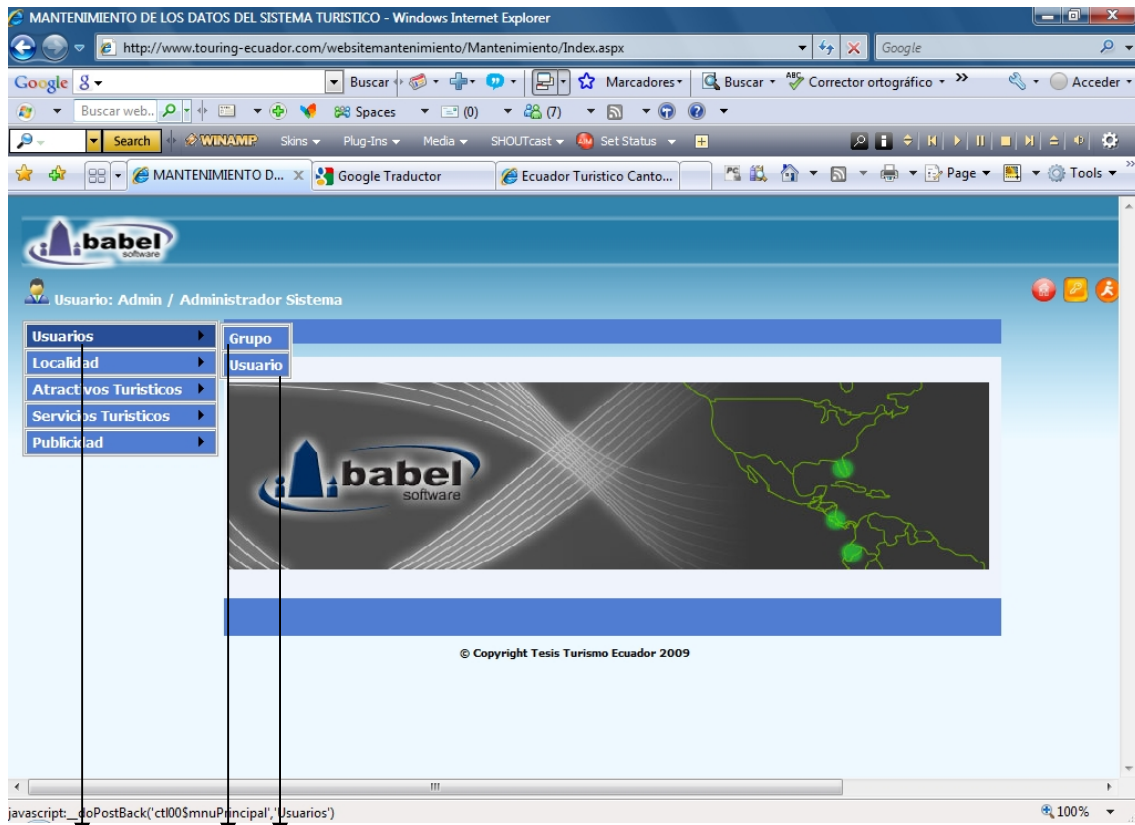 MANTENIMIENTO DE LOS DATOS DEL SISTEMA TURISTICO - Windows Internet Explorer
http://www.touring-ecuador.com/websitemantenimiento/Mantenimiento/Index.aspx Google
Google Buscar Marcadores Buscar Corrector ortográfico Acceder
Buscar web.. Spaces (0) (7)
Search WINAMP Skins Plug-Ins Media SHOUTcast Set Status
MANTENIMIENTO D... Google Traductor Ecuador Turistico Canto... Page Tools
babel
software
Usuario: Admin / Administrador Sistema
Usuarios Grupo
Localidad Usuario
Atractivos Turisticos
Servicios Turisticos
Publicidad
babel
software
© Copyright Tesis Turismo Ecuador 2009
javascript:__doPostBack('ctl00$mnuPrincipal','Usuarios') 100%